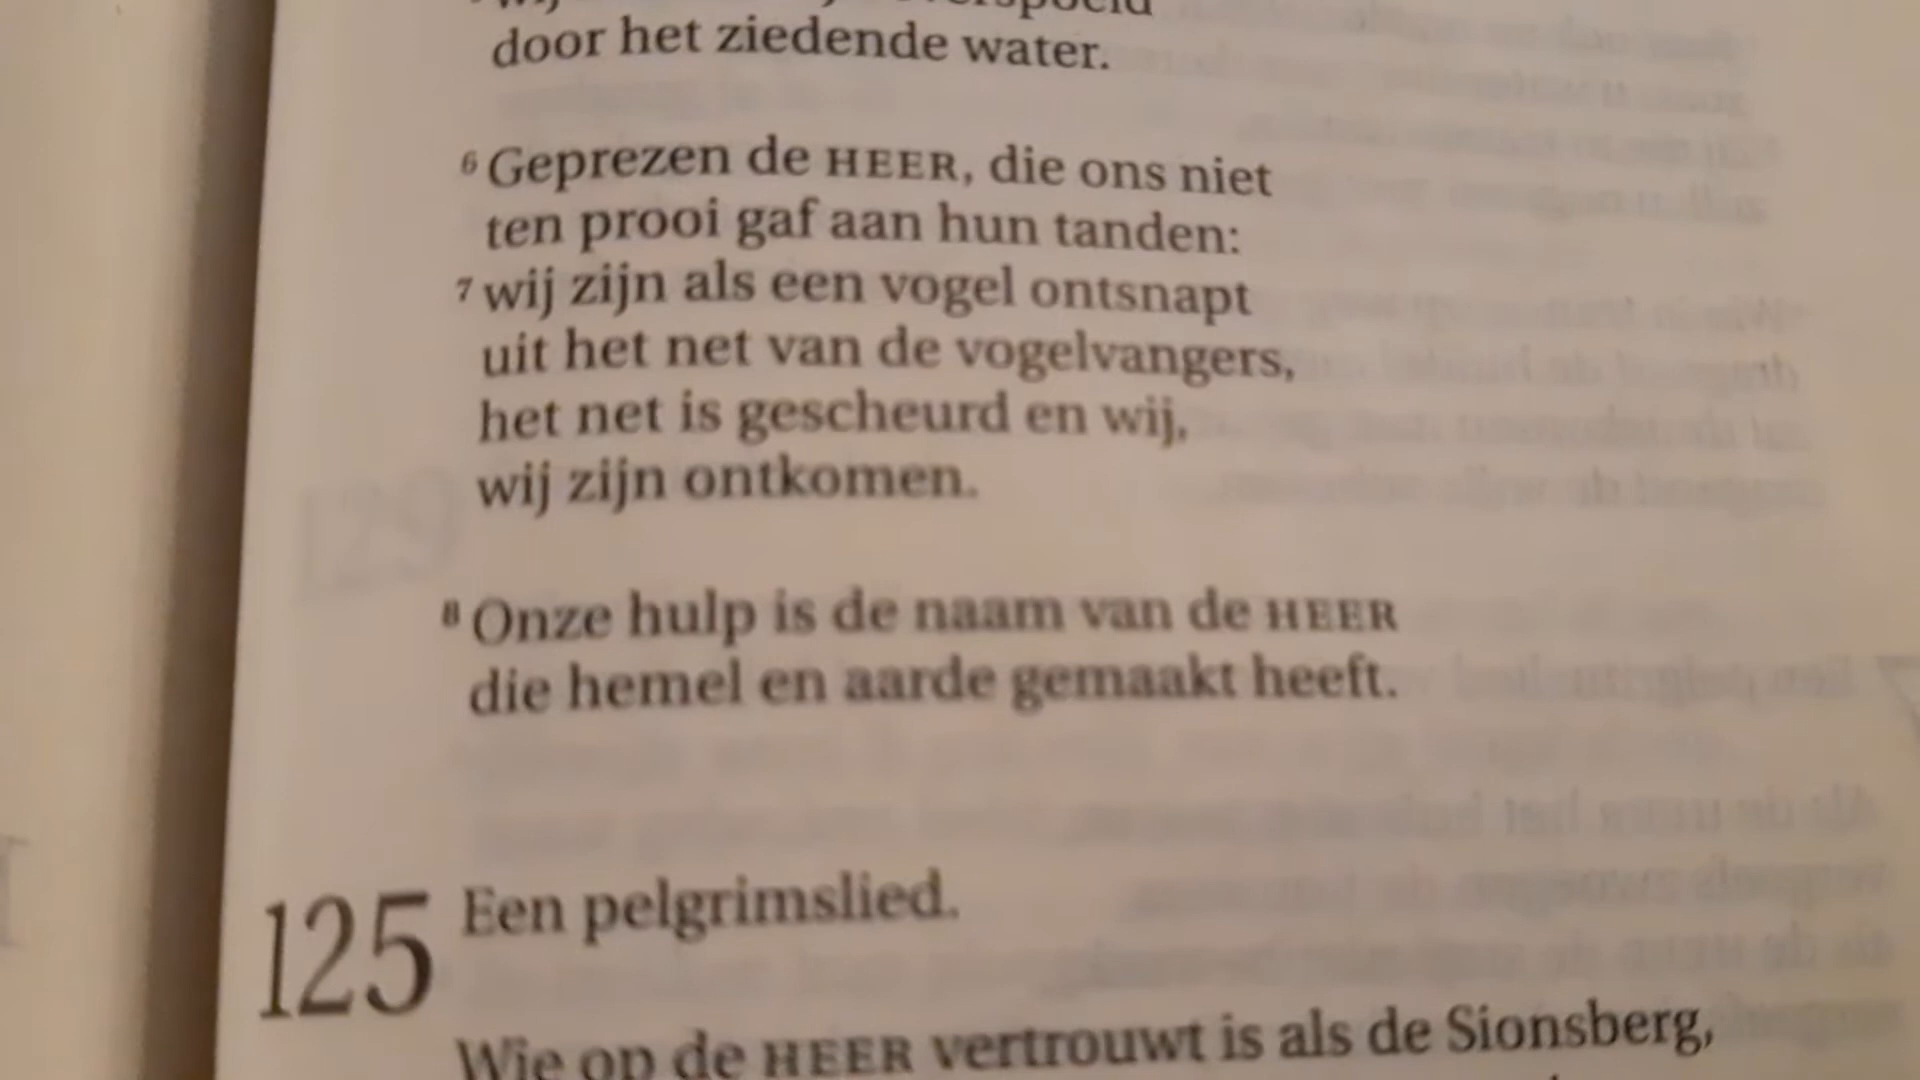 door het ziedende water.
6 Geprezen de HEER, die ons niet
ten prooi gaf aan hun tanden:
7 wij zijn als een vogel ontsnapt
uit het net van de vogelvangers,
het net is gescheurd en wij,
wij zijn ontkomen.
8 Onze hulp is de naam van de HEER
die hemel en aarde gemaakt heeft.
125 Een pelgrimslied.
Wie op de HEER vertrouwt is als de Sionsberg,